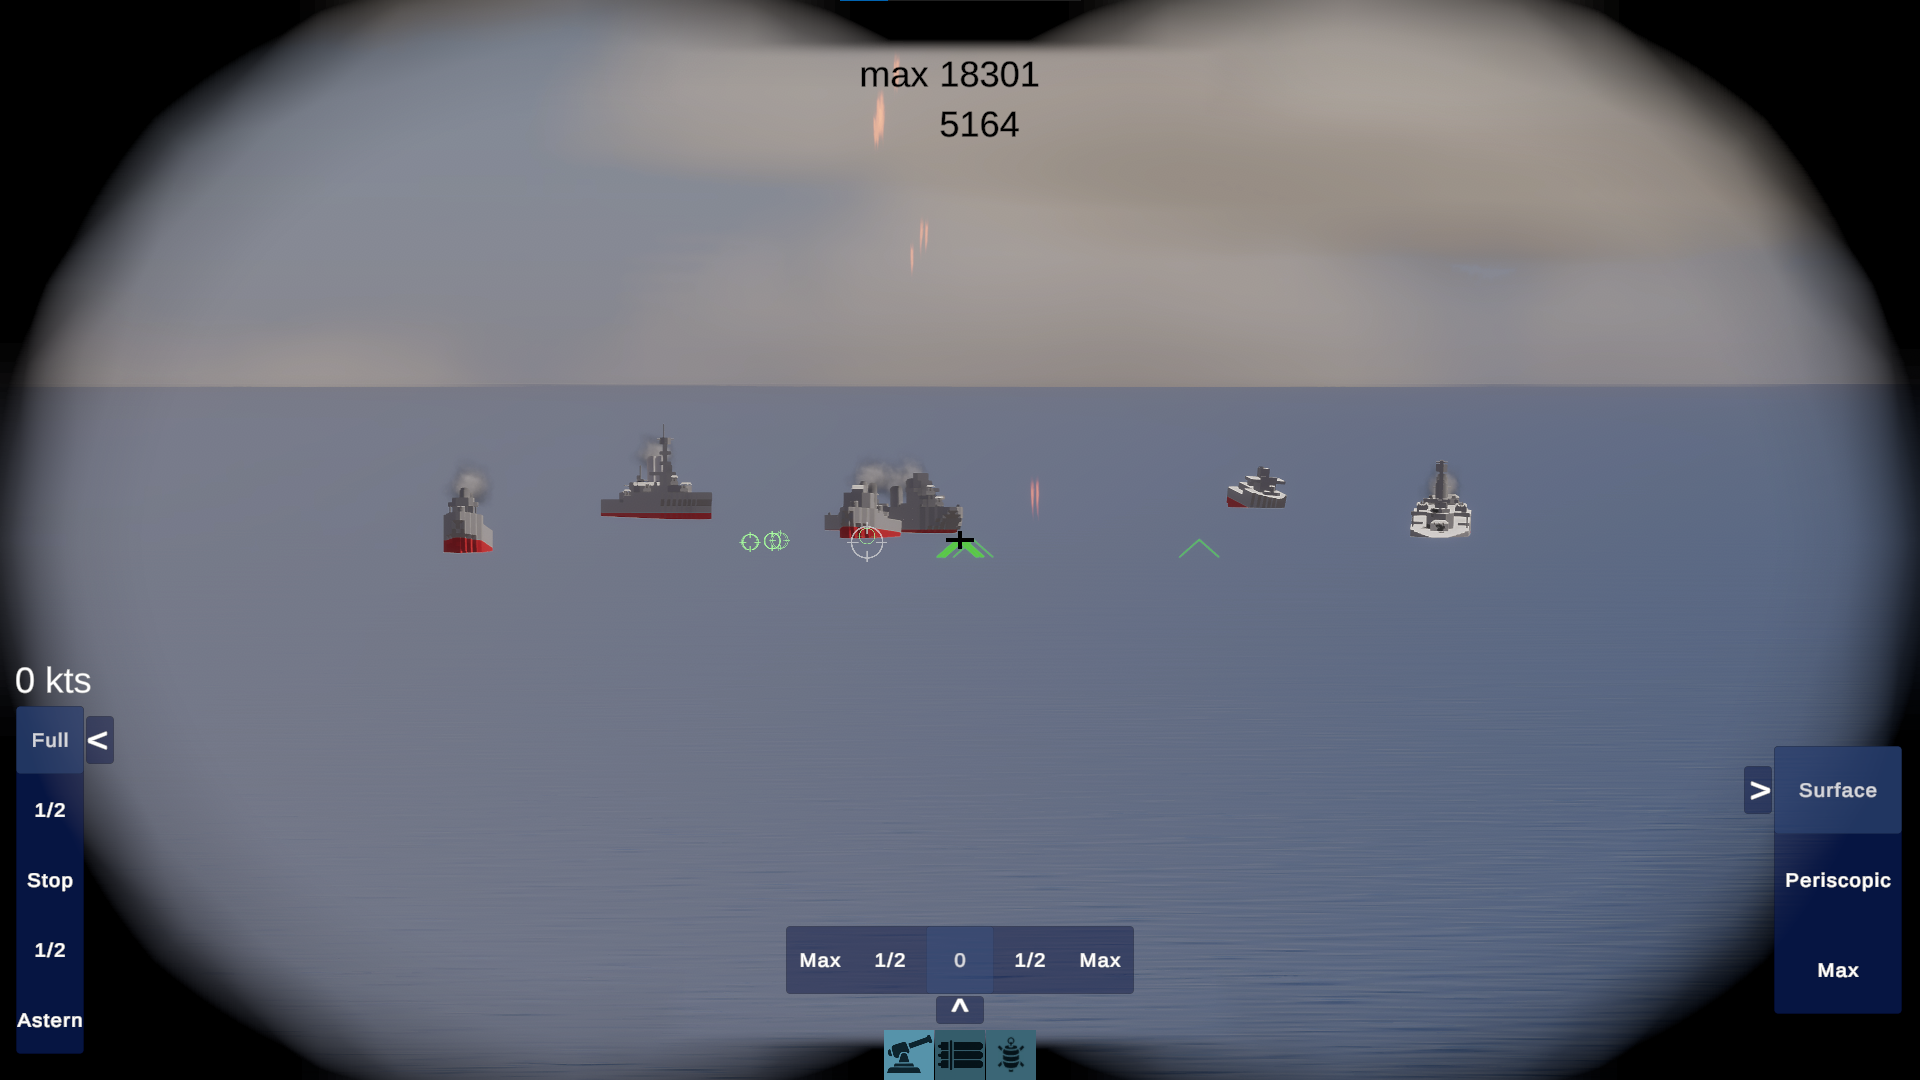 max 18301
5164
0 kts
Full
<
1/2
Stop
1/2
Astern
>
Surface
Periscopic
Max
Max 1/2 0 1/2 Max
^